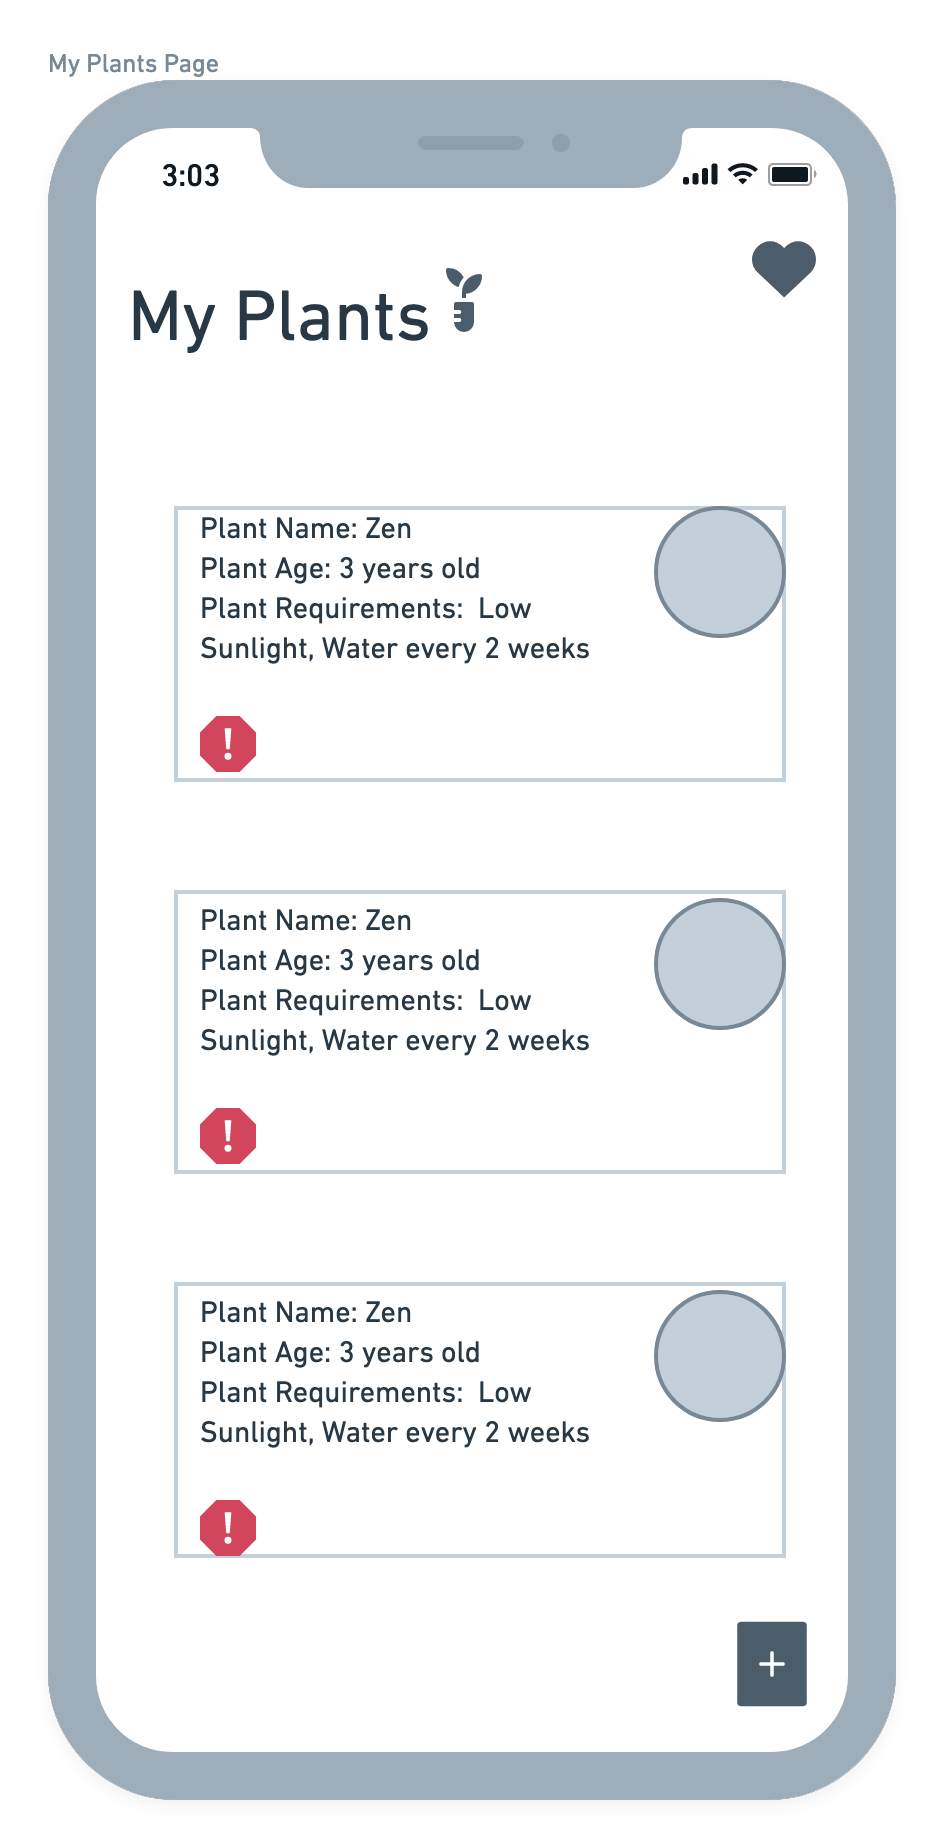 My Plants Page
3:03
My Plants
Plant Name: Zen
Plant Age: 3 years old
Plant Requirements:  Low
Sunlight, Water every 2 weeks
!
Plant Name: Zen
Plant Age: 3 years old
Plant Requirements:  Low
Sunlight, Water every 2 weeks
!
Plant Name: Zen
Plant Age: 3 years old
Plant Requirements:  Low
Sunlight, Water every 2 weeks
!
+